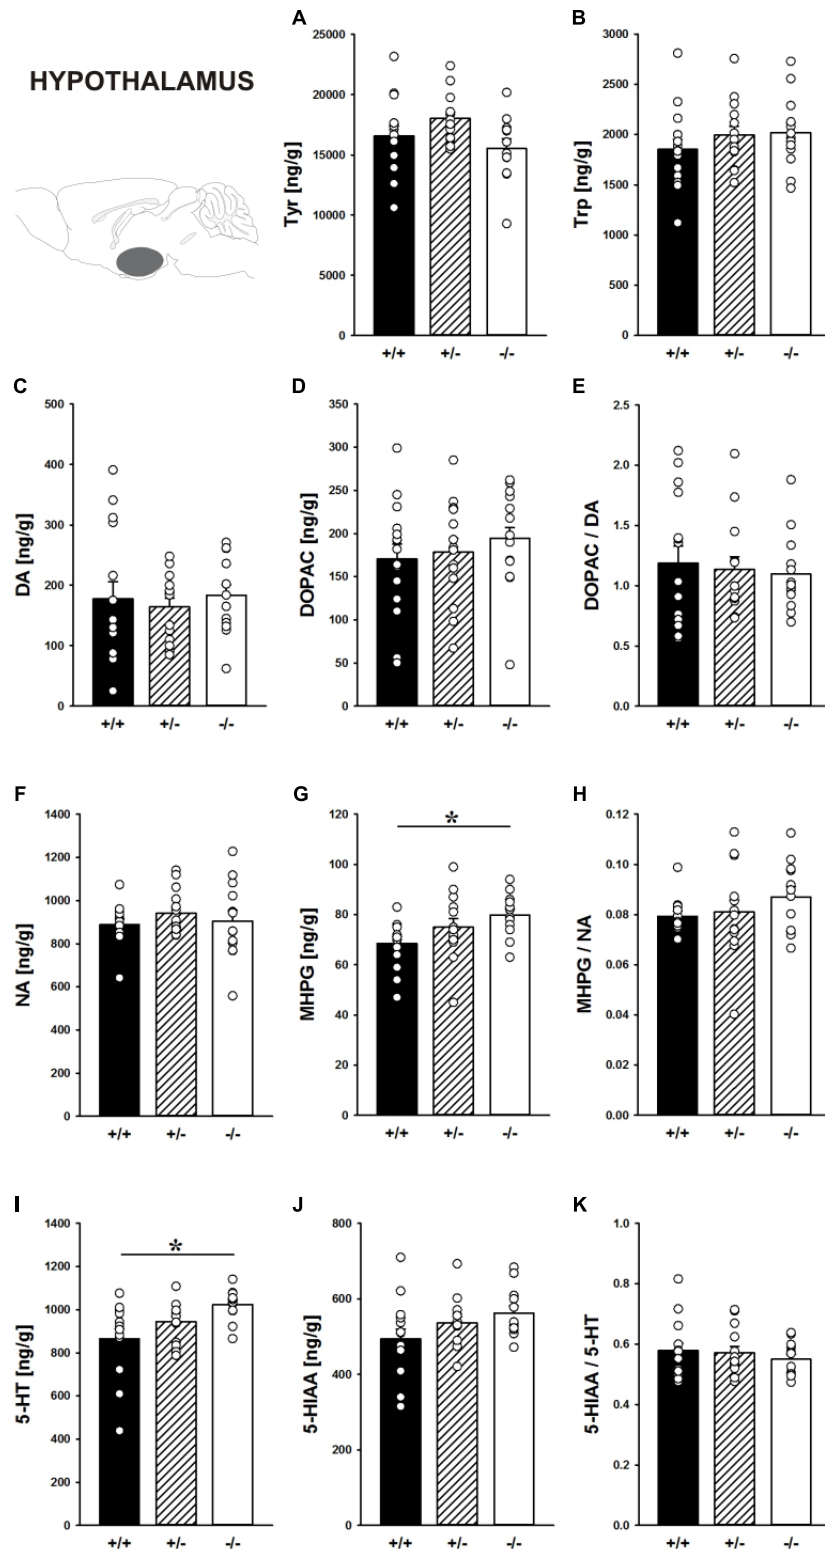 HYPOTHALAMUS
A
Tyr [ng/g]
25000
20000
15000
10000
5000
0
+/+ +/- -/-
B
Trp [ng/g]
3000
2500
2000
1500
1000
500
0
+/+ +/- -/-
C
DA [ng/g]
500
400
300
200
100
0
+/+ +/- -/-
D
DOPAC [ng/g]
350
300
250
200
150
100
50
0
+/+ +/- -/-
E
DOPAC / DA
2.5
2.0
1.5
1.0
0.5
0.0
+/+ +/- -/-
F
NA [ng/g]
1400
1200
1000
800
600
400
200
0
+/+ +/- -/-
G
MHPG [ng/g]
120
100
80
60
40
20
0
*
+/+ +/- -/-
H
MHPG / NA
0.12
0.10
0.08
0.06
0.04
0.02
0.00
+/+ +/- -/-
I
5-HT [ng/g]
1400
1200
1000
800
600
400
200
0
*
+/+ +/- -/-
J
5-HIAA [ng/g]
800
600
400
200
0
+/+ +/- -/-
K
5-HIAA / 5-HT
1.0
0.8
0.6
0.4
0.2
0.0
+/+ +/- -/-